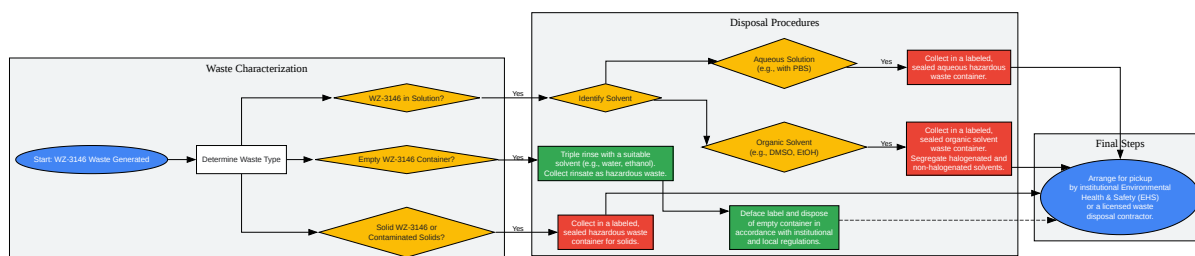 Disposal Procedures
Waste Characterization
Final Steps
Start: WZ-3146 Waste Generated
Determine Waste Type
WZ-3146 in Solution?
Yes
Identify Solvent
Aqueous Solution
(e.g., with PBS)
Yes
Collect in a labeled,
sealed aqueous hazardous
waste container.
Organic Solvent
(e.g., DMSO, EtOH)
Yes
Collect in a labeled,
sealed organic solvent
waste container.
Segregate halogenated and
non-halogenated solvents.
Empty WZ-3146 Container?
Yes
Triple rinse with a suitable
solvent (e.g., water, ethanol).
Collect rinsate as hazardous waste.
Deface label and dispose
of empty container in
accordance with institutional
and local regulations.
Solid WZ-3146 or
Contaminated Solids?
Yes
Collect in a labeled,
sealed hazardous waste
container for solids.
Arrange for pickup
by institutional Environmental
Health & Safety (EHS)
or a licensed waste
disposal contractor.